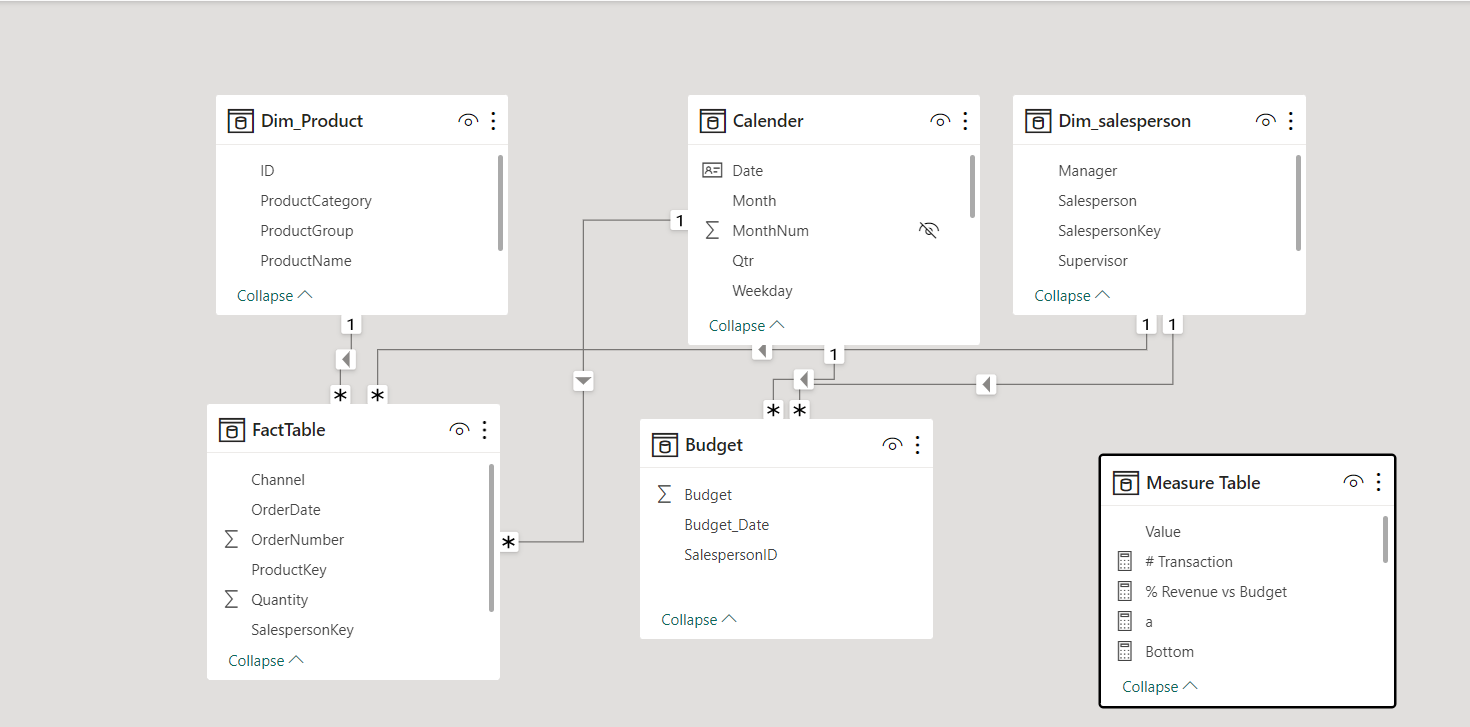 Dim_Product
ID
ProductCategory
ProductGroup
ProductName
Collapse
Calender
Date
Month
MonthNum
Qtr
Weekday
Collapse
Dim_salesperson
Manager
Salesperson
SalespersonKey
Supervisor
Collapse
1
1
1
1
1
*
*
*
*
*
FactTable
Channel
OrderDate
Σ OrderNumber
ProductKey
Σ Quantity
SalespersonKey
Collapse
Budget
Σ Budget
Budget_Date
SalespersonID
Collapse
Measure Table
Value
# Transaction
% Revenue vs Budget
a
Bottom
Collapse